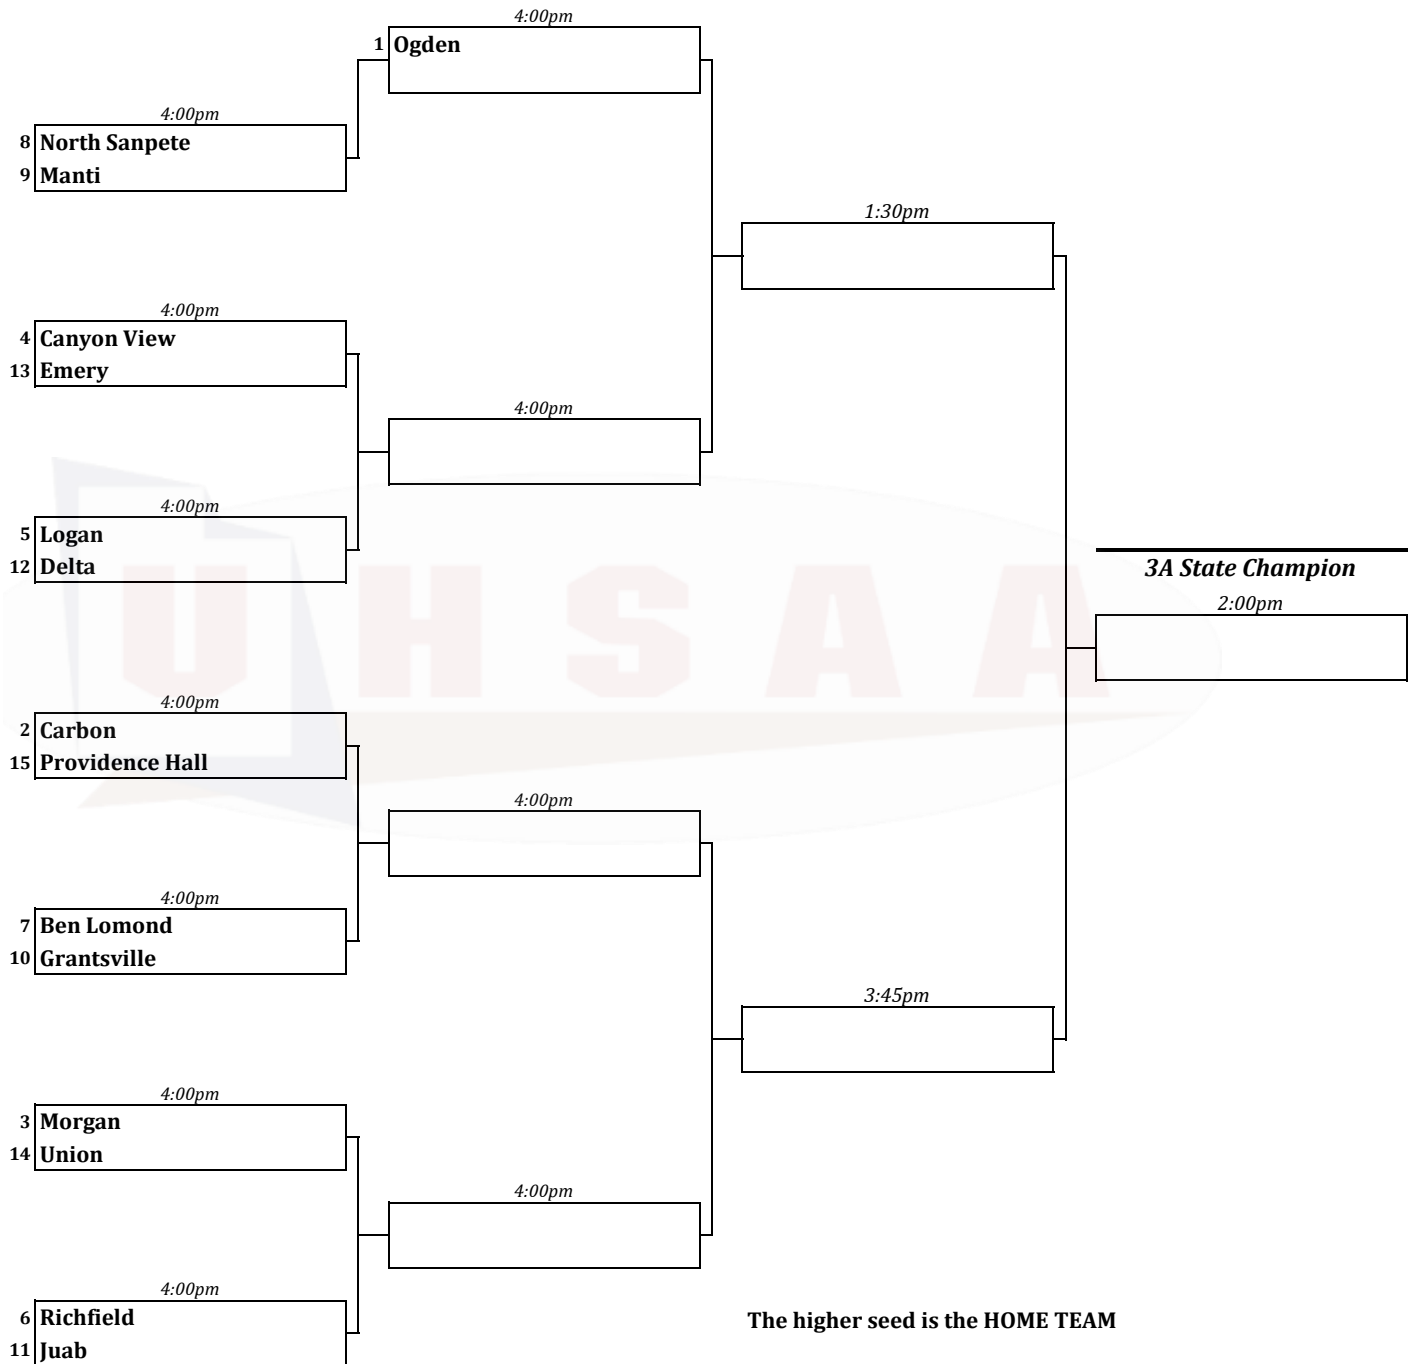 4:00pm
1 Ogden
4:00pm
8 North Sanpete
9 Manti
1:30pm
4:00pm
4 Canyon View
13 Emery
4:00pm
4:00pm
5 Logan
12 Delta
3A State Champion
2:00pm
UHSAA
4:00pm
2 Carbon
15 Providence Hall
4:00pm
4:00pm
7 Ben Lomond
10 Grantsville
3:45pm
4:00pm
3 Morgan
14 Union
4:00pm
4:00pm
6 Richfield
11 Juab
The higher seed is the HOME TEAM